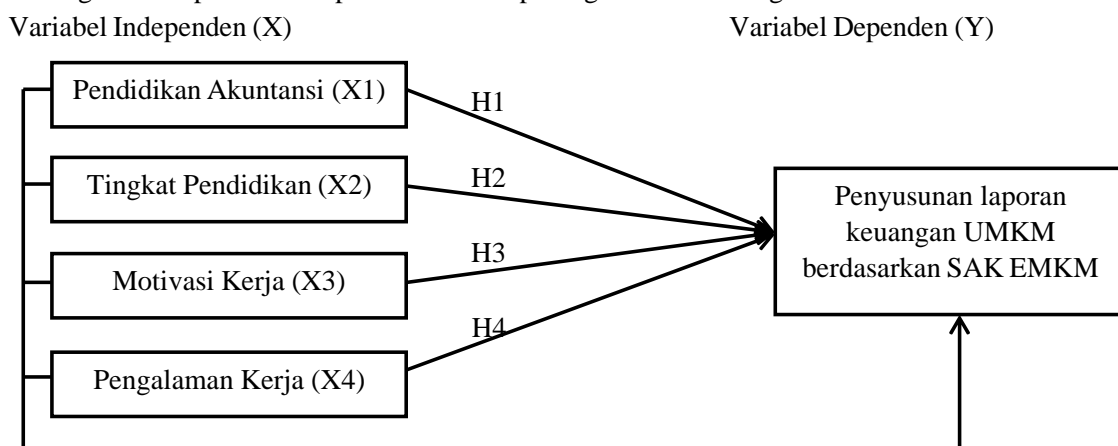 Variabel Independen (X)
Variabel Dependen (Y)
Pendidikan Akuntansi (X1)
H1
Tingkat Pendidikan (X2)
H2
Penyusunan laporan
keuangan UMKM
berdasarkan SAK EMKM
H3
Motivasi Kerja (X3)
H4
Pengalaman Kerja (X4)